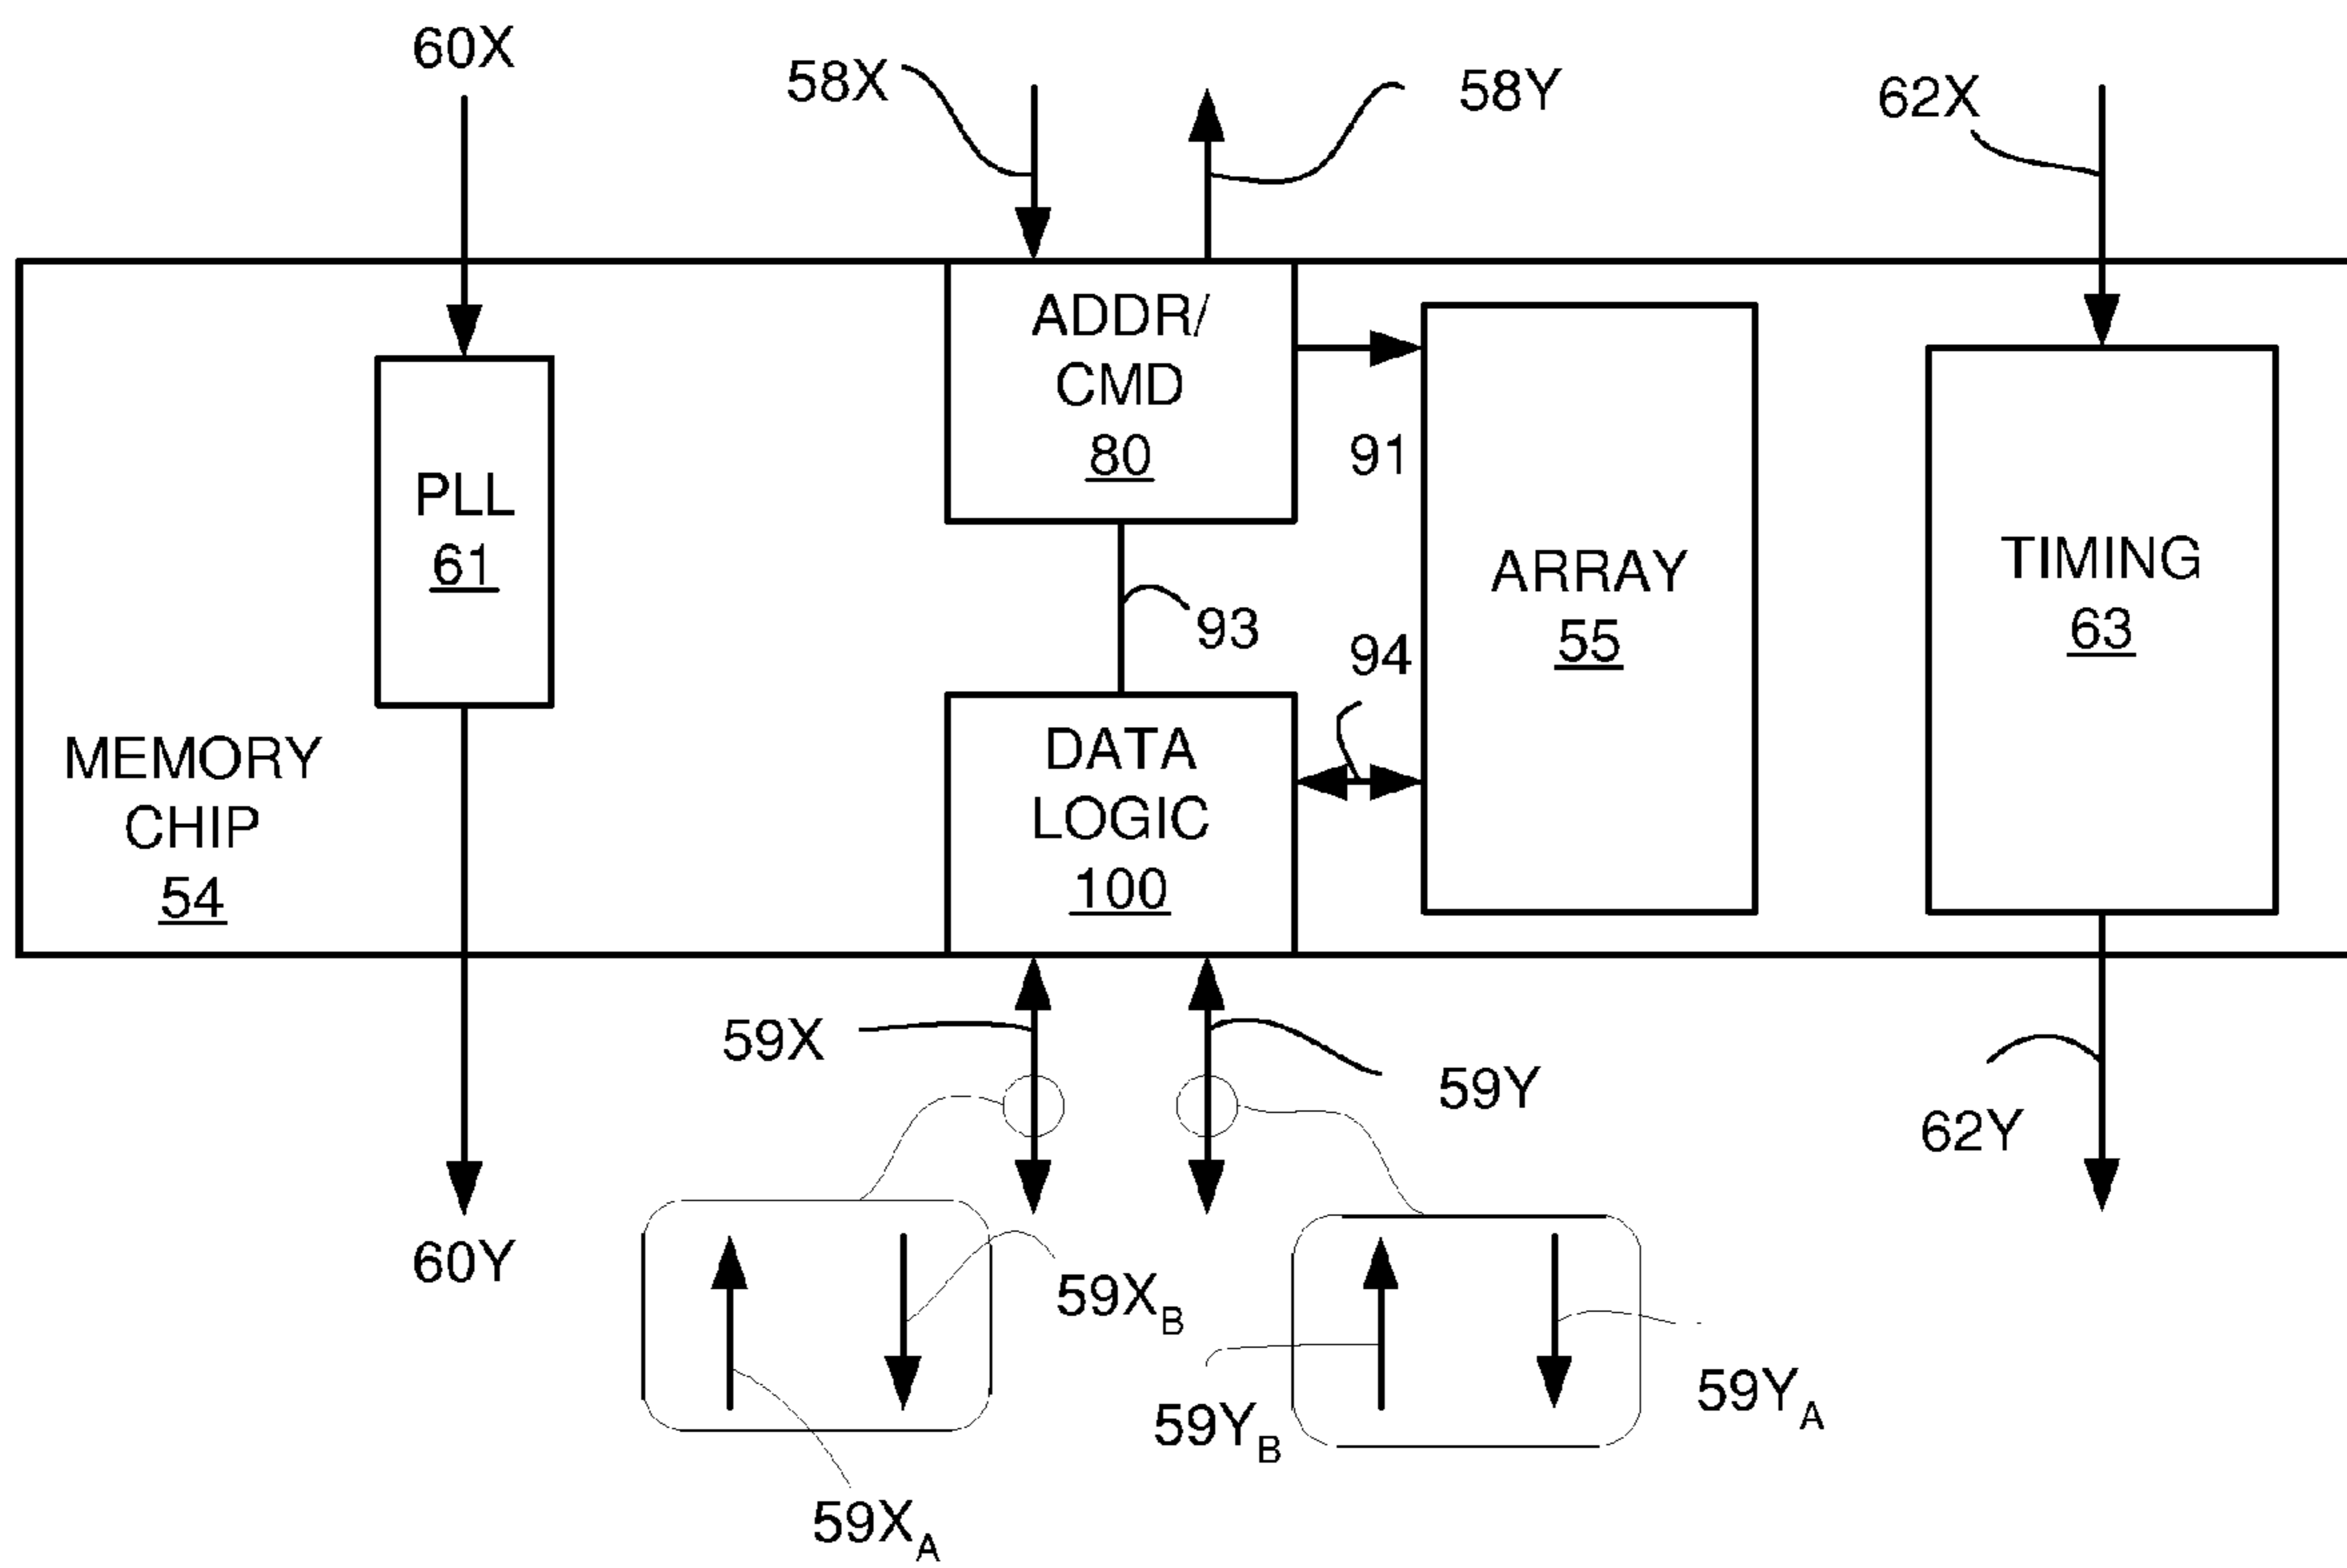 60X
58X
58Y
62X
ADDR/
CMD
80
91
PLL
61
ARRAY
55
TIMING
63
93
94
MEMORY
CHIP
54
DATA
LOGIC
100
59X
59Y
62Y
60Y
59XB
59YB
59YA
59XA